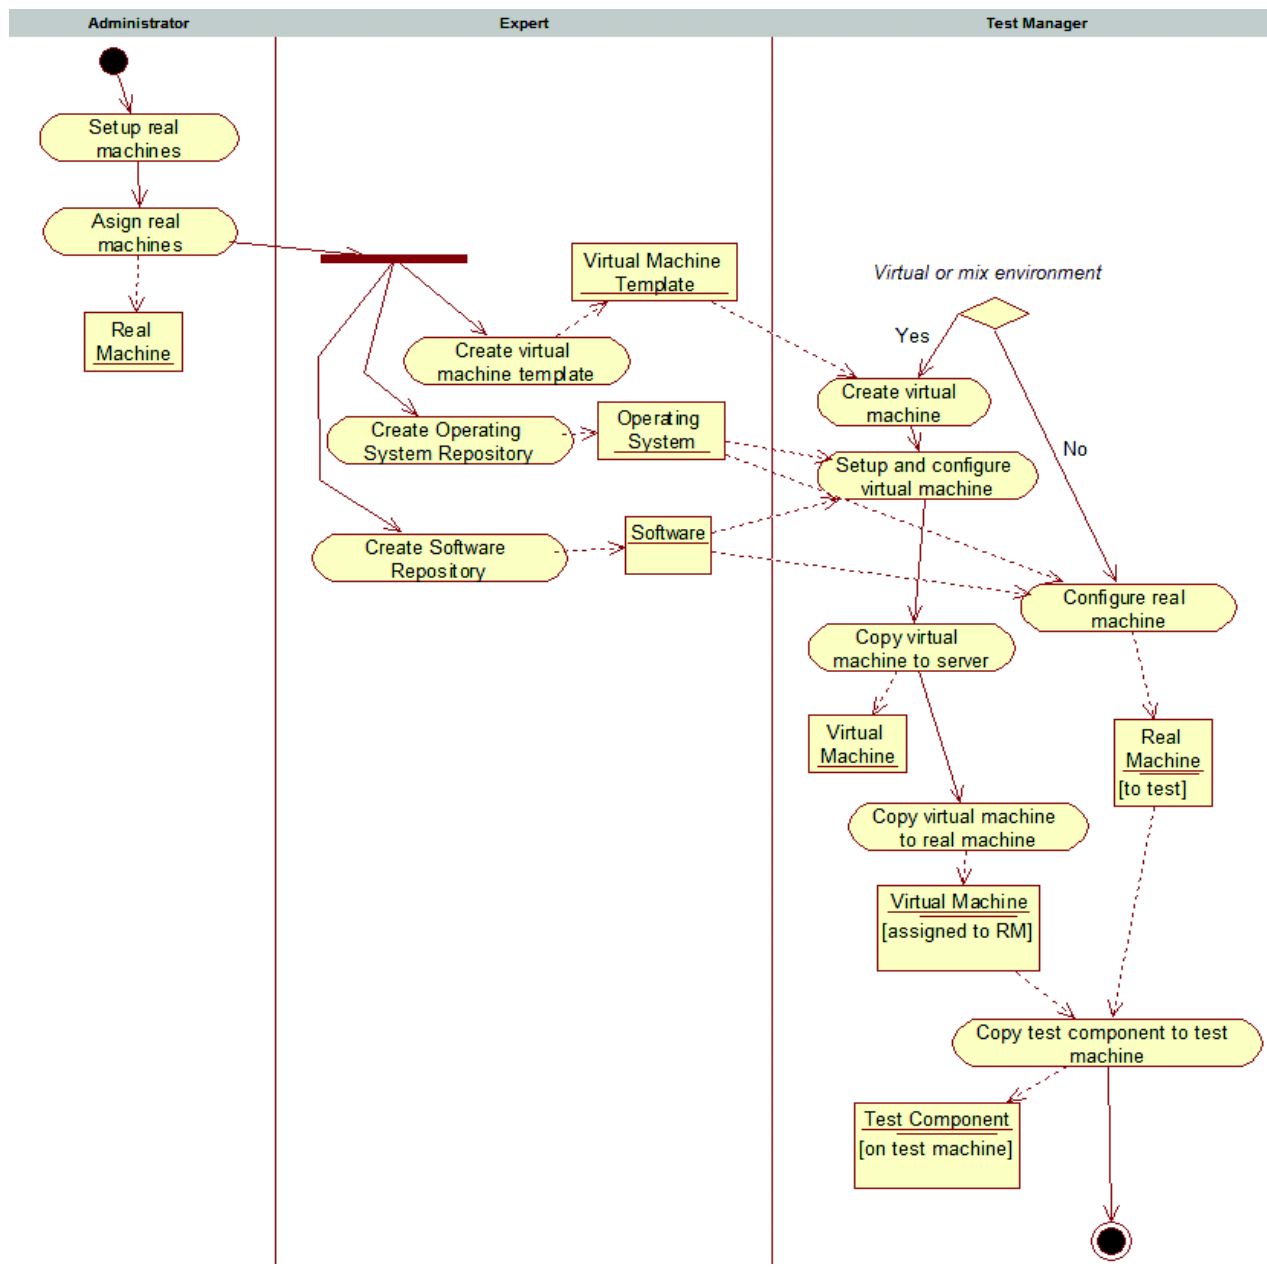 Administrator
Expert
Test Manager
Setup real
machines
Asign real
machines
Real
Machine
Virtual Machine
Template
Create virtual
machine template
Create Operating
System Repository
Operating
System
Create Software
Repository
Software
Virtual or mix environment
Yes
No
Create virtual
machine
Setup and configure
virtual machine
Configure real
machine
Copy virtual
machine to server
Virtual
Machine
Real
Machine
[to test]
Copy virtual machine
to real machine
Virtual Machine
[assigned to RM]
Copy test component to test
machine
Test Component
[on test machine]